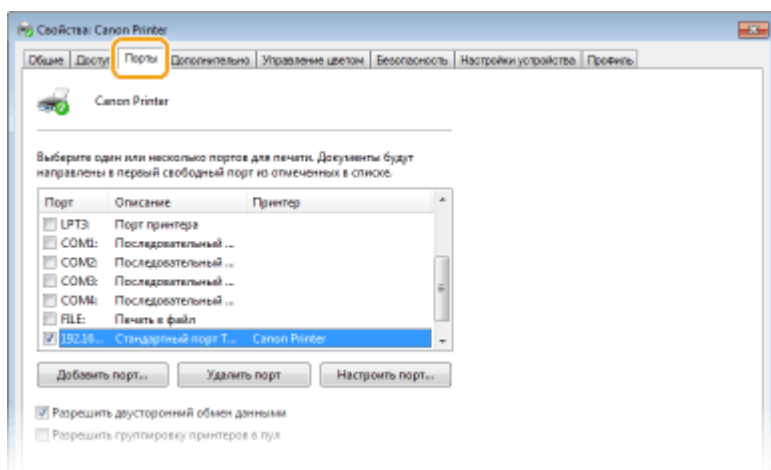 Свойства: Canon Printer
Общие Доступ Порты Дополнительно Управление цветом Безопасность Настройки устройства Профиль
Canon Printer
Выберите один или несколько портов для печати. Документы будут
направлены в первый свободный порт из отмеченных в списке.
Порт Описание Принтер
LPT3: Порт принтера
COM1: Последовательный ...
COM2: Последовательный ...
COM3: Последовательный ...
COM4: Последовательный ...
FILE: Печать в файл
192.16... Стандартный порт T... Canon Printer
Добавить порт... Удалить порт Настроить порт...
Разрешить двусторонний обмен данными
Разрешить группировку принтеров в пул